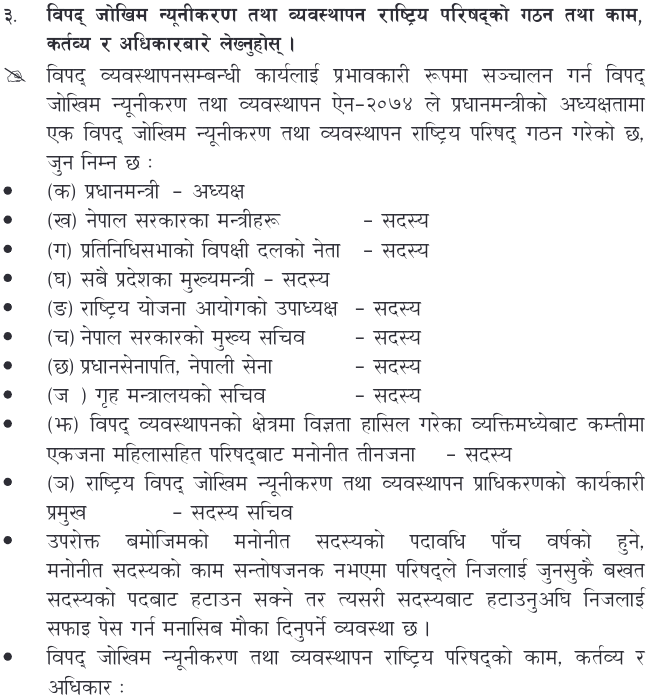 ३. विपद् जोखिम न्यूनीकरण तथा व्यवस्थापन राष्ट्रिय परिषद्को गठन तथा काम,
कर्तव्य र अधिकारबारे लेख्नुहोस् ।
विपद् व्यवस्थापनसम्बन्धी कार्यलाई प्रभावकारी रूपमा सञ्चालन गर्न विपद्
जोखिम न्यूनीकरण तथा व्यवस्थापन ऐन-२०७४ ले प्रधानमन्त्रीको अध्यक्षतामा
एक विपद् जोखिम न्यूनीकरण तथा व्यवस्थापन राष्ट्रिय परिषद् गठन गरेको छ,
जुन निम्न छ :
• (क) प्रधानमन्त्री - अध्यक्ष
• (ख) नेपाल सरकारका मन्त्रीहरू - सदस्य
• (ग) प्रतिनिधिसभाको विपक्षी दलको नेता - सदस्य
• (घ) सबै प्रदेशका मुख्यमन्त्री - सदस्य
• (ङ) राष्ट्रिय योजना आयोगको उपाध्यक्ष - सदस्य
• (च) नेपाल सरकारको मुख्य सचिव - सदस्य
• (छ) प्रधानसेनापति, नेपाली सेना - सदस्य
• (ज ) गृह मन्त्रालयको सचिव - सदस्य
• (झ) विपद् व्यवस्थापनको क्षेत्रमा विज्ञता हासिल गरेका व्यक्तिमध्येबाट कम्तीमा
एकजना महिलासहित परिषद्बाट मनोनीत तीनजना - सदस्य
• (ञ) राष्ट्रिय विपद् जोखिम न्यूनीकरण तथा व्यवस्थापन प्राधिकरणको कार्यकारी
प्रमुख - सदस्य सचिव
• उपरोक्त बमोजिमको मनोनीत सदस्यको पदावधि पाँच वर्षको हुने,
मनोनीत सदस्यको काम सन्तोषजनक नभएमा परिषद्ले निजलाई जुनसुकै बखत
सदस्यको पदबाट हटाउन सक्ने तर त्यसरी सदस्यबाट हटाउनुअघि निजलाई
सफाइ पेस गर्न मनासिब मौका दिनुपर्ने व्यवस्था छ ।
• विपद् जोखिम न्यूनीकरण तथा व्यवस्थापन राष्ट्रिय परिषद्को काम, कर्तव्य र
अधिकार :